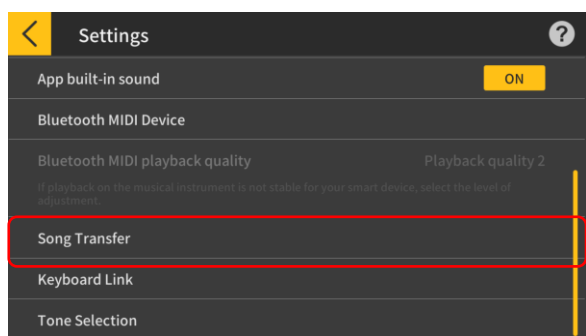 Settings
?
App built-in sound
ON
Bluetooth MIDI Device
Bluetooth MIDI playback quality
Playback quality 2
If playback on the musical instrument is not stable for your smart device, select the level of
adjustment.
Song Transfer
Keyboard Link
Tone Selection